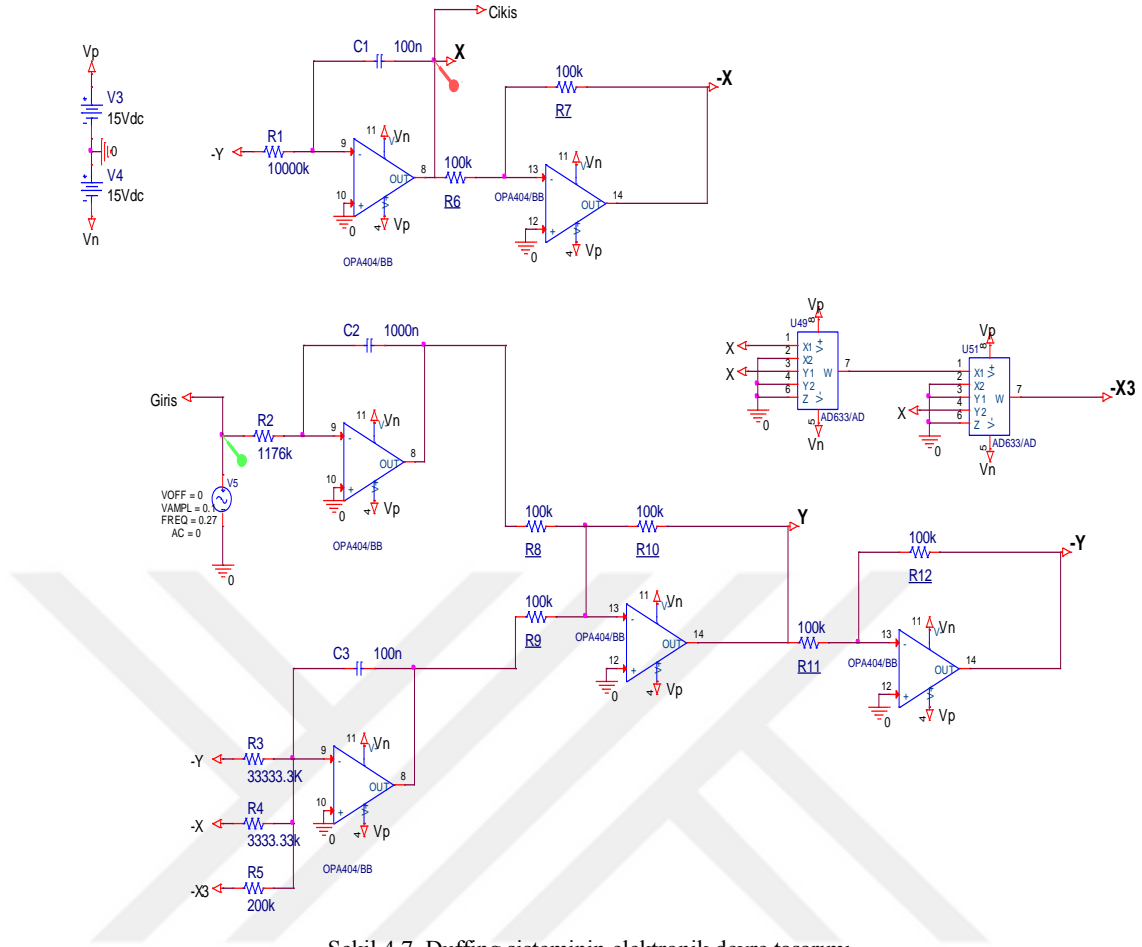 Cikis
Vp
V3
15Vdc
0
V4
15Vdc
Vn
C1 100n
X
-Y
R1
10000k
9
-
10
+
0
11
Vn
OUT
8
4
Vp
OPA404/BB
100k
R6
100k
R7
-X
13
-
12
+
0
OPA404/BB
11
Vn
OUT
14
4
Vp
Giris
R2
1176k
C2 1000n
9
-
10
+
0
11
Vn
OUT
8
4
Vp
OPA404/BB
V5
VOFF = 0
VAMPL = 0.1
FREQ = 0.27
AC = 0
0
Vp
U49
8
X
X
1 X1 V+
2 X2
3 Y1 W 7
4 Y2
6 Z V-
0
AD633/AD
5
Vn
Vp
U51
8
1 X1 V+
2 X2
3 Y1 W 7
4 Y2
6 Z V-
X
0
AD633/AD
5
Vn
-X3
100k
R8
100k
R10
Y
100k
R9
13
-
12
+
0
OPA404/BB
11
Vn
OUT
14
4
Vp
100k
R11
100k
R12
-Y
13
-
12
+
0
OPA404/BB
11
Vn
OUT
14
4
Vp
C3 100n
-Y
R3
33333.3K
-X
R4
3333.33k
-X3
R5
200k
9
-
10
+
0
11
Vn
OUT
8
4
Vp
OPA404/BB